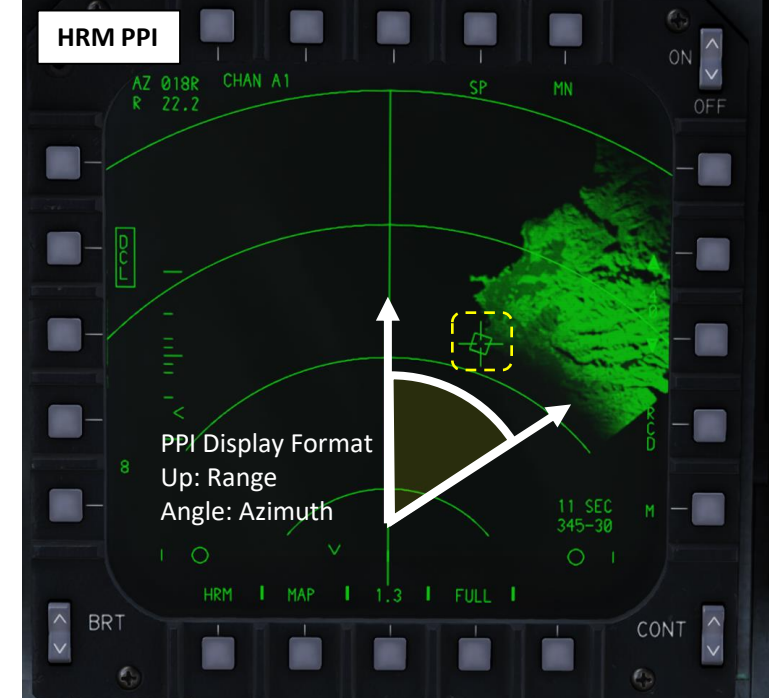 HRM PPI
ON
OFF
AZ 018R
R 22.2
CHAN A1
SP
MN
DCL
RCD
PPI Display Format
Up: Range
Angle: Azimuth
8
11 SEC
345-30
M
HRM
MAP
1.3
FULL
BRT
CONT